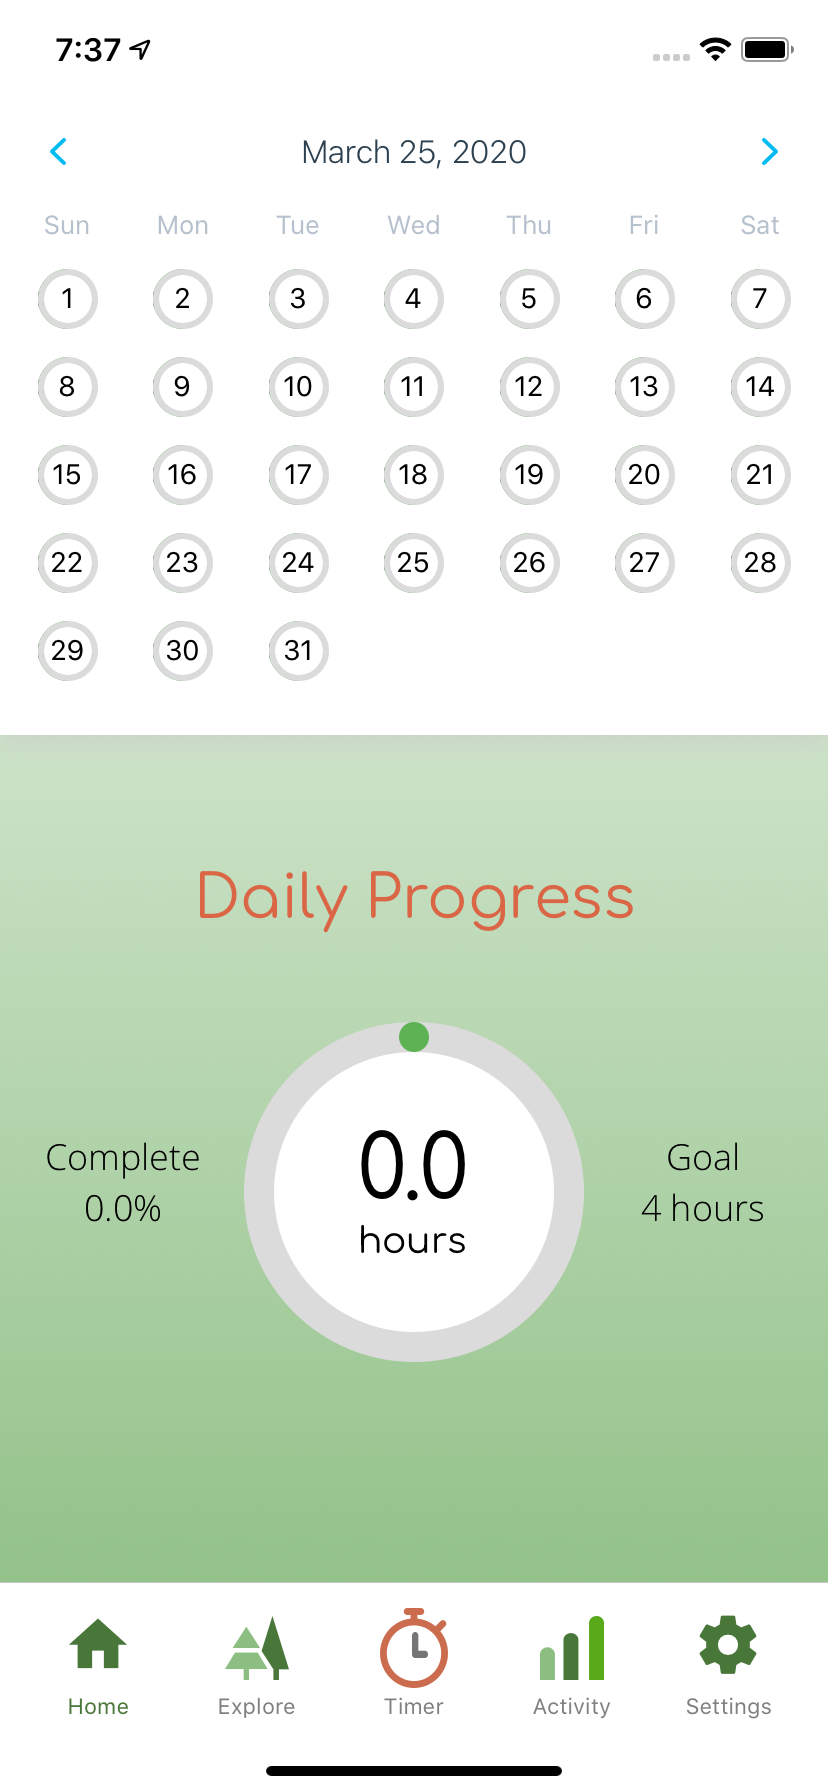 7:37
March 25, 2020
Sun Mon Tue Wed Thu Fri Sat
1 2 3 4 5 6 7
8 9 10 11 12 13 14
15 16 17 18 19 20 21
22 23 24 25 26 27 28
29 30 31
Daily Progress
Complete
0.0%
0.0
hours
Goal
4 hours
Home Explore Timer Activity Settings